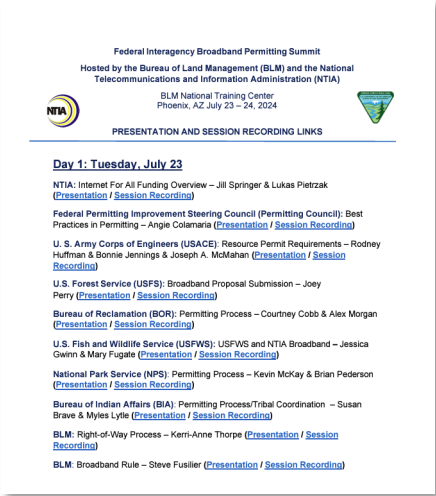 Federal Interagency Broadband Permitting Summit
Hosted by the Bureau of Land Management (BLM) and the National
Telecommunications and Information Administration (NTIA)
NTIA
BLM National Training Center
Phoenix, AZ July 23 – 24, 2024
PRESENTATION AND SESSION RECORDING LINKS
Day 1: Tuesday, July 23
NTIA: Internet For All Funding Overview – Jill Springer & Lukas Pietrzak
(Presentation / Session Recording)
Federal Permitting Improvement Steering Council (Permitting Council): Best
Practices in Permitting – Angie Colamaria (Presentation / Session Recording)
U. S. Army Corps of Engineers (USACE): Resource Permit Requirements – Rodney
Huffman & Bonnie Jennings & Joseph A. McMahan (Presentation / Session
Recording)
U.S. Forest Service (USFS): Broadband Proposal Submission – Joey
Perry (Presentation / Session Recording)
Bureau of Reclamation (BOR): Permitting Process – Courtney Cobb & Alex Morgan
(Presentation / Session Recording)
U.S. Fish and Wildlife Service (USFWS): USFWS and NTIA Broadband – Jessica
Gwinn & Mary Fugate (Presentation / Session Recording)
National Park Service (NPS): Permitting Process – Kevin McKay & Brian Pederson
(Presentation / Session Recording)
Bureau of Indian Affairs (BIA): Permitting Process/Tribal Coordination – Susan
Brave & Myles Lytle (Presentation / Session Recording)
BLM: Right-of-Way Process – Kerri-Anne Thorpe (Presentation / Session
Recording)
BLM: Broadband Rule – Steve Fusilier (Presentation / Session Recording)